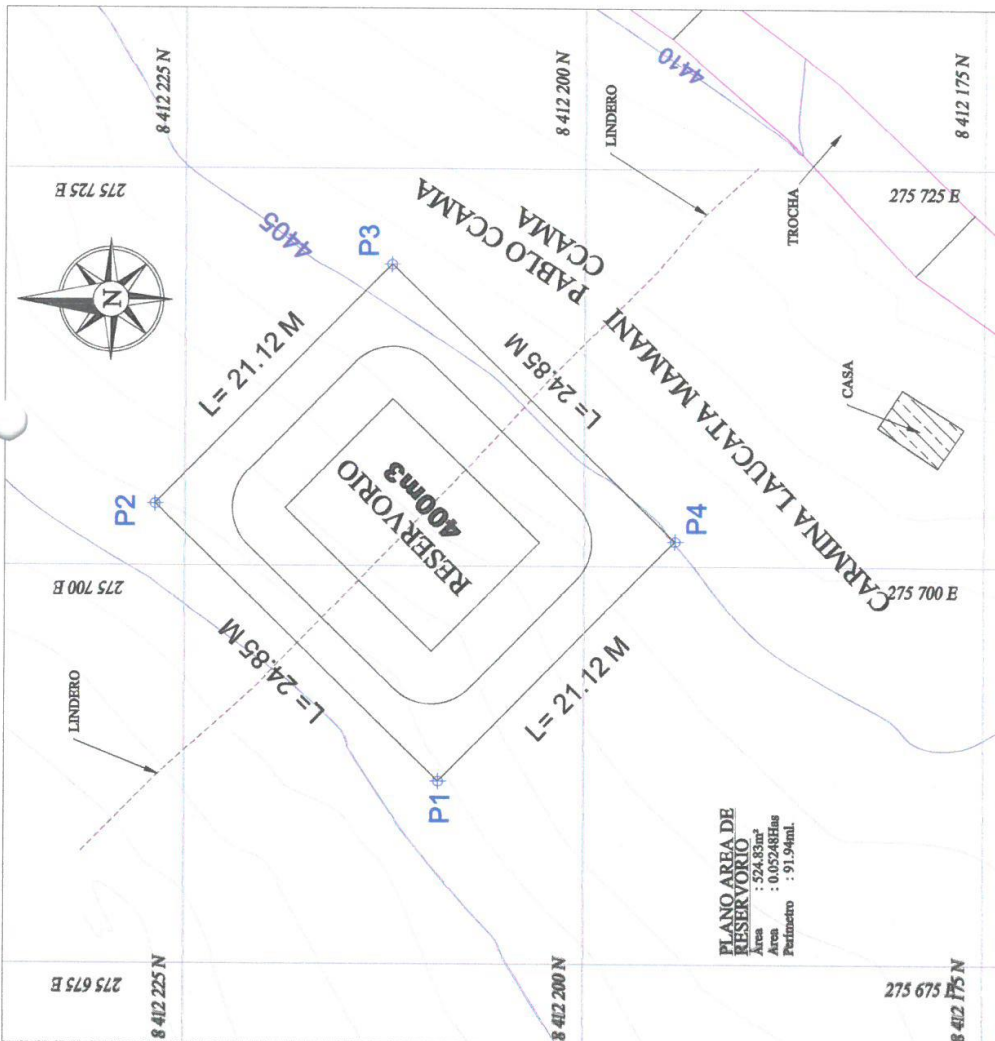 8 412 225 N
8 412 200 N
8 412 175 N
275 725 E
275 725 E
N
4405
4410
LINDERO
TROCHA
P3
PABLO CCAMA
CCAMA
L= 21.12 M
P2
L= 24.85 M
CARMINA LAUCATA MAMANI
CASA
RESERVORIO
400m3
P4
275 700 E
275 700 E
L= 24.85 M
L= 21.12 M
LINDERO
P1
PLANO AREA DE
RESERVORIO
Área : 524.83m²
Area : 0.05248Has
Perímetro : 91.94ml.
275 675 E
275 675 E
8 412 225 N
8 412 200 N
8 412 175 N